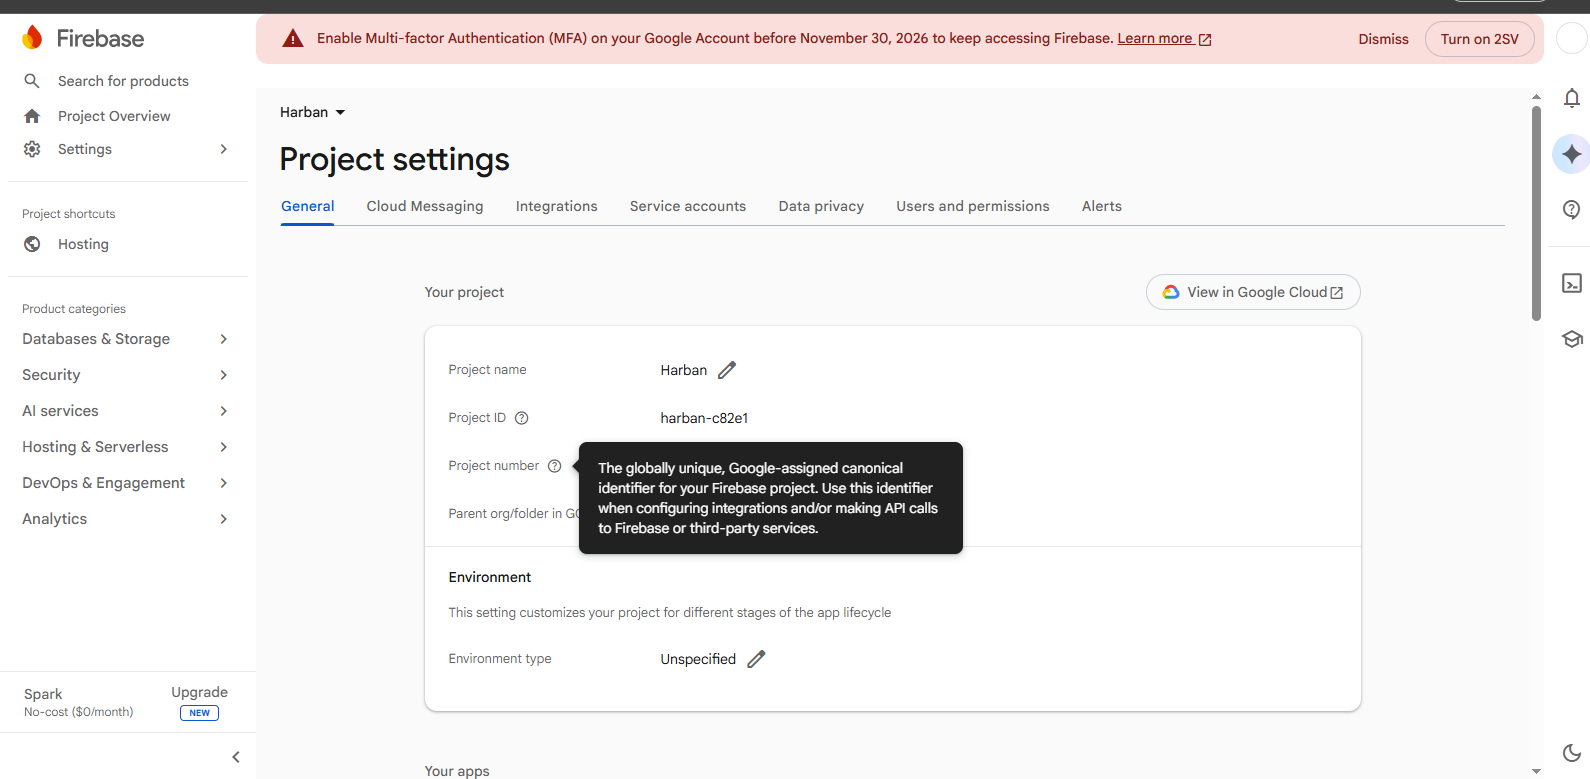 Firebase
Search for products
Project Overview
Settings
Project shortcuts
Hosting
Product categories
Databases & Storage
Security
AI services
Hosting & Serverless
DevOps & Engagement
Analytics
Spark
No-cost ($0/month)
Upgrade
NEW
Enable Multi-factor Authentication (MFA) on your Google Account before November 30, 2026 to keep accessing Firebase. Learn more
Dismiss
Turn on 2SV
Harban
Project settings
General Cloud Messaging Integrations Service accounts Data privacy Users and permissions Alerts
Your project
View in Google Cloud
Project name Harban
Project ID harban-c82e1
Project number
The globally unique, Google-assigned canonical
identifier for your Firebase project. Use this identifier
when configuring integrations and/or making API calls
to Firebase or third-party services.
Parent org/folder in
Environment
This setting customizes your project for different stages of the app lifecycle
Environment type Unspecified
Your apps